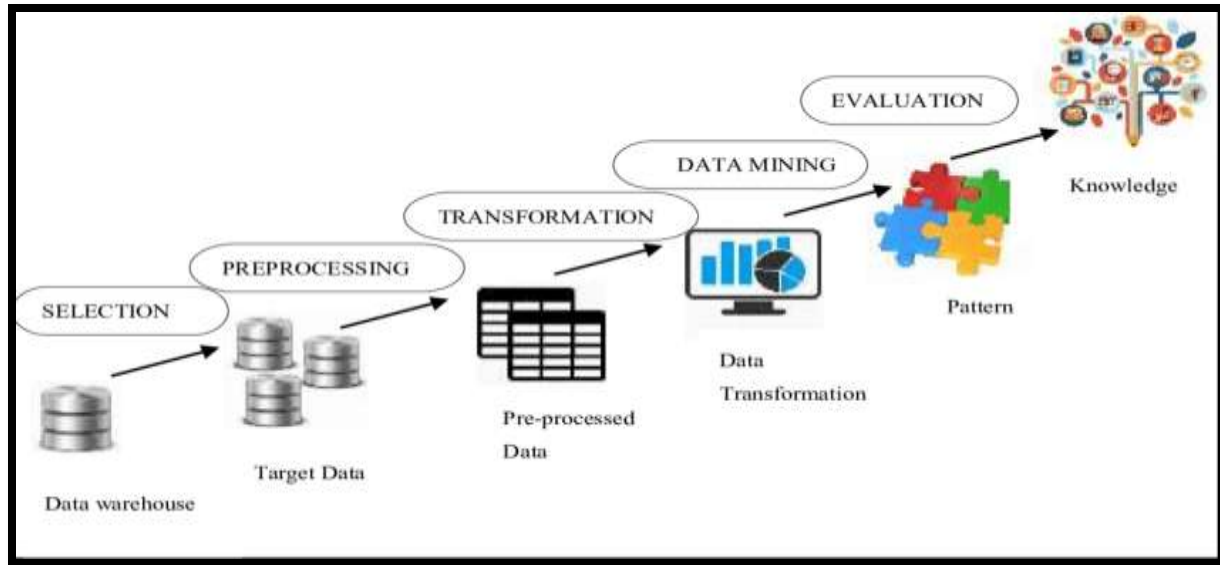 EVALUATION
Knowledge
DATA MINING
Pattern
TRANSFORMATION
Data
Transformation
PREPROCESSING
Pre-processed
Data
SELECTION
Target Data
Data warehouse